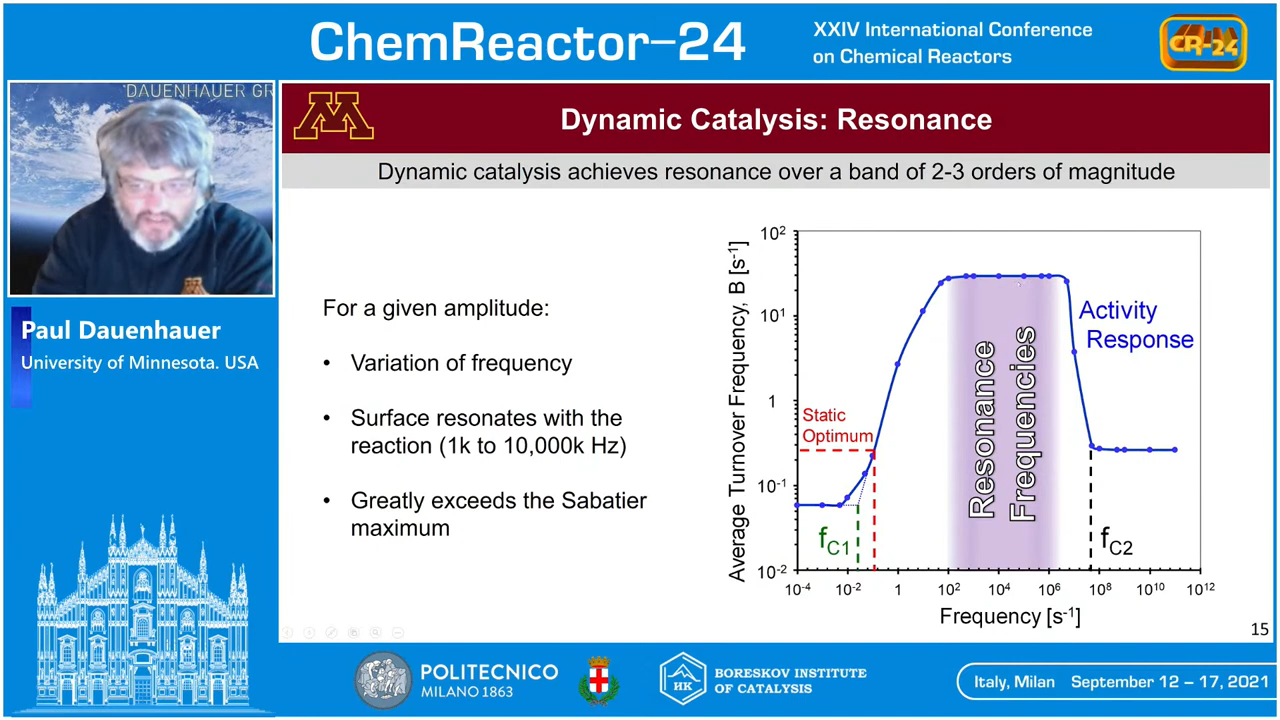 ChemReactor-24
XXIV International Conference
on Chemical Reactors
CR-24
DAUENHAUER GR
M
Dynamic Catalysis: Resonance
Dynamic catalysis achieves resonance over a band of 2-3 orders of magnitude
Paul Dauenhauer
University of Minnesota. USA
For a given amplitude:
• Variation of frequency
• Surface resonates with the
reaction (1k to 10,000k Hz)
• Greatly exceeds the Sabatier
maximum
Average Turnover Frequency, B [s⁻¹]
10²
10¹
1
10⁻¹
10⁻²
Static
Optimum
Activity
Response
Resonance
Frequencies
fC1
fC2
10⁻⁴ 10⁻² 1 10² 10⁴ 10⁶ 10⁸ 10¹⁰ 10¹²
Frequency [s⁻¹]
15
POLITECNICO
MILANO 1863
НК
BORESKOV INSTITUTE
OF CATALYSIS
Italy, Milan September 12 – 17, 2021